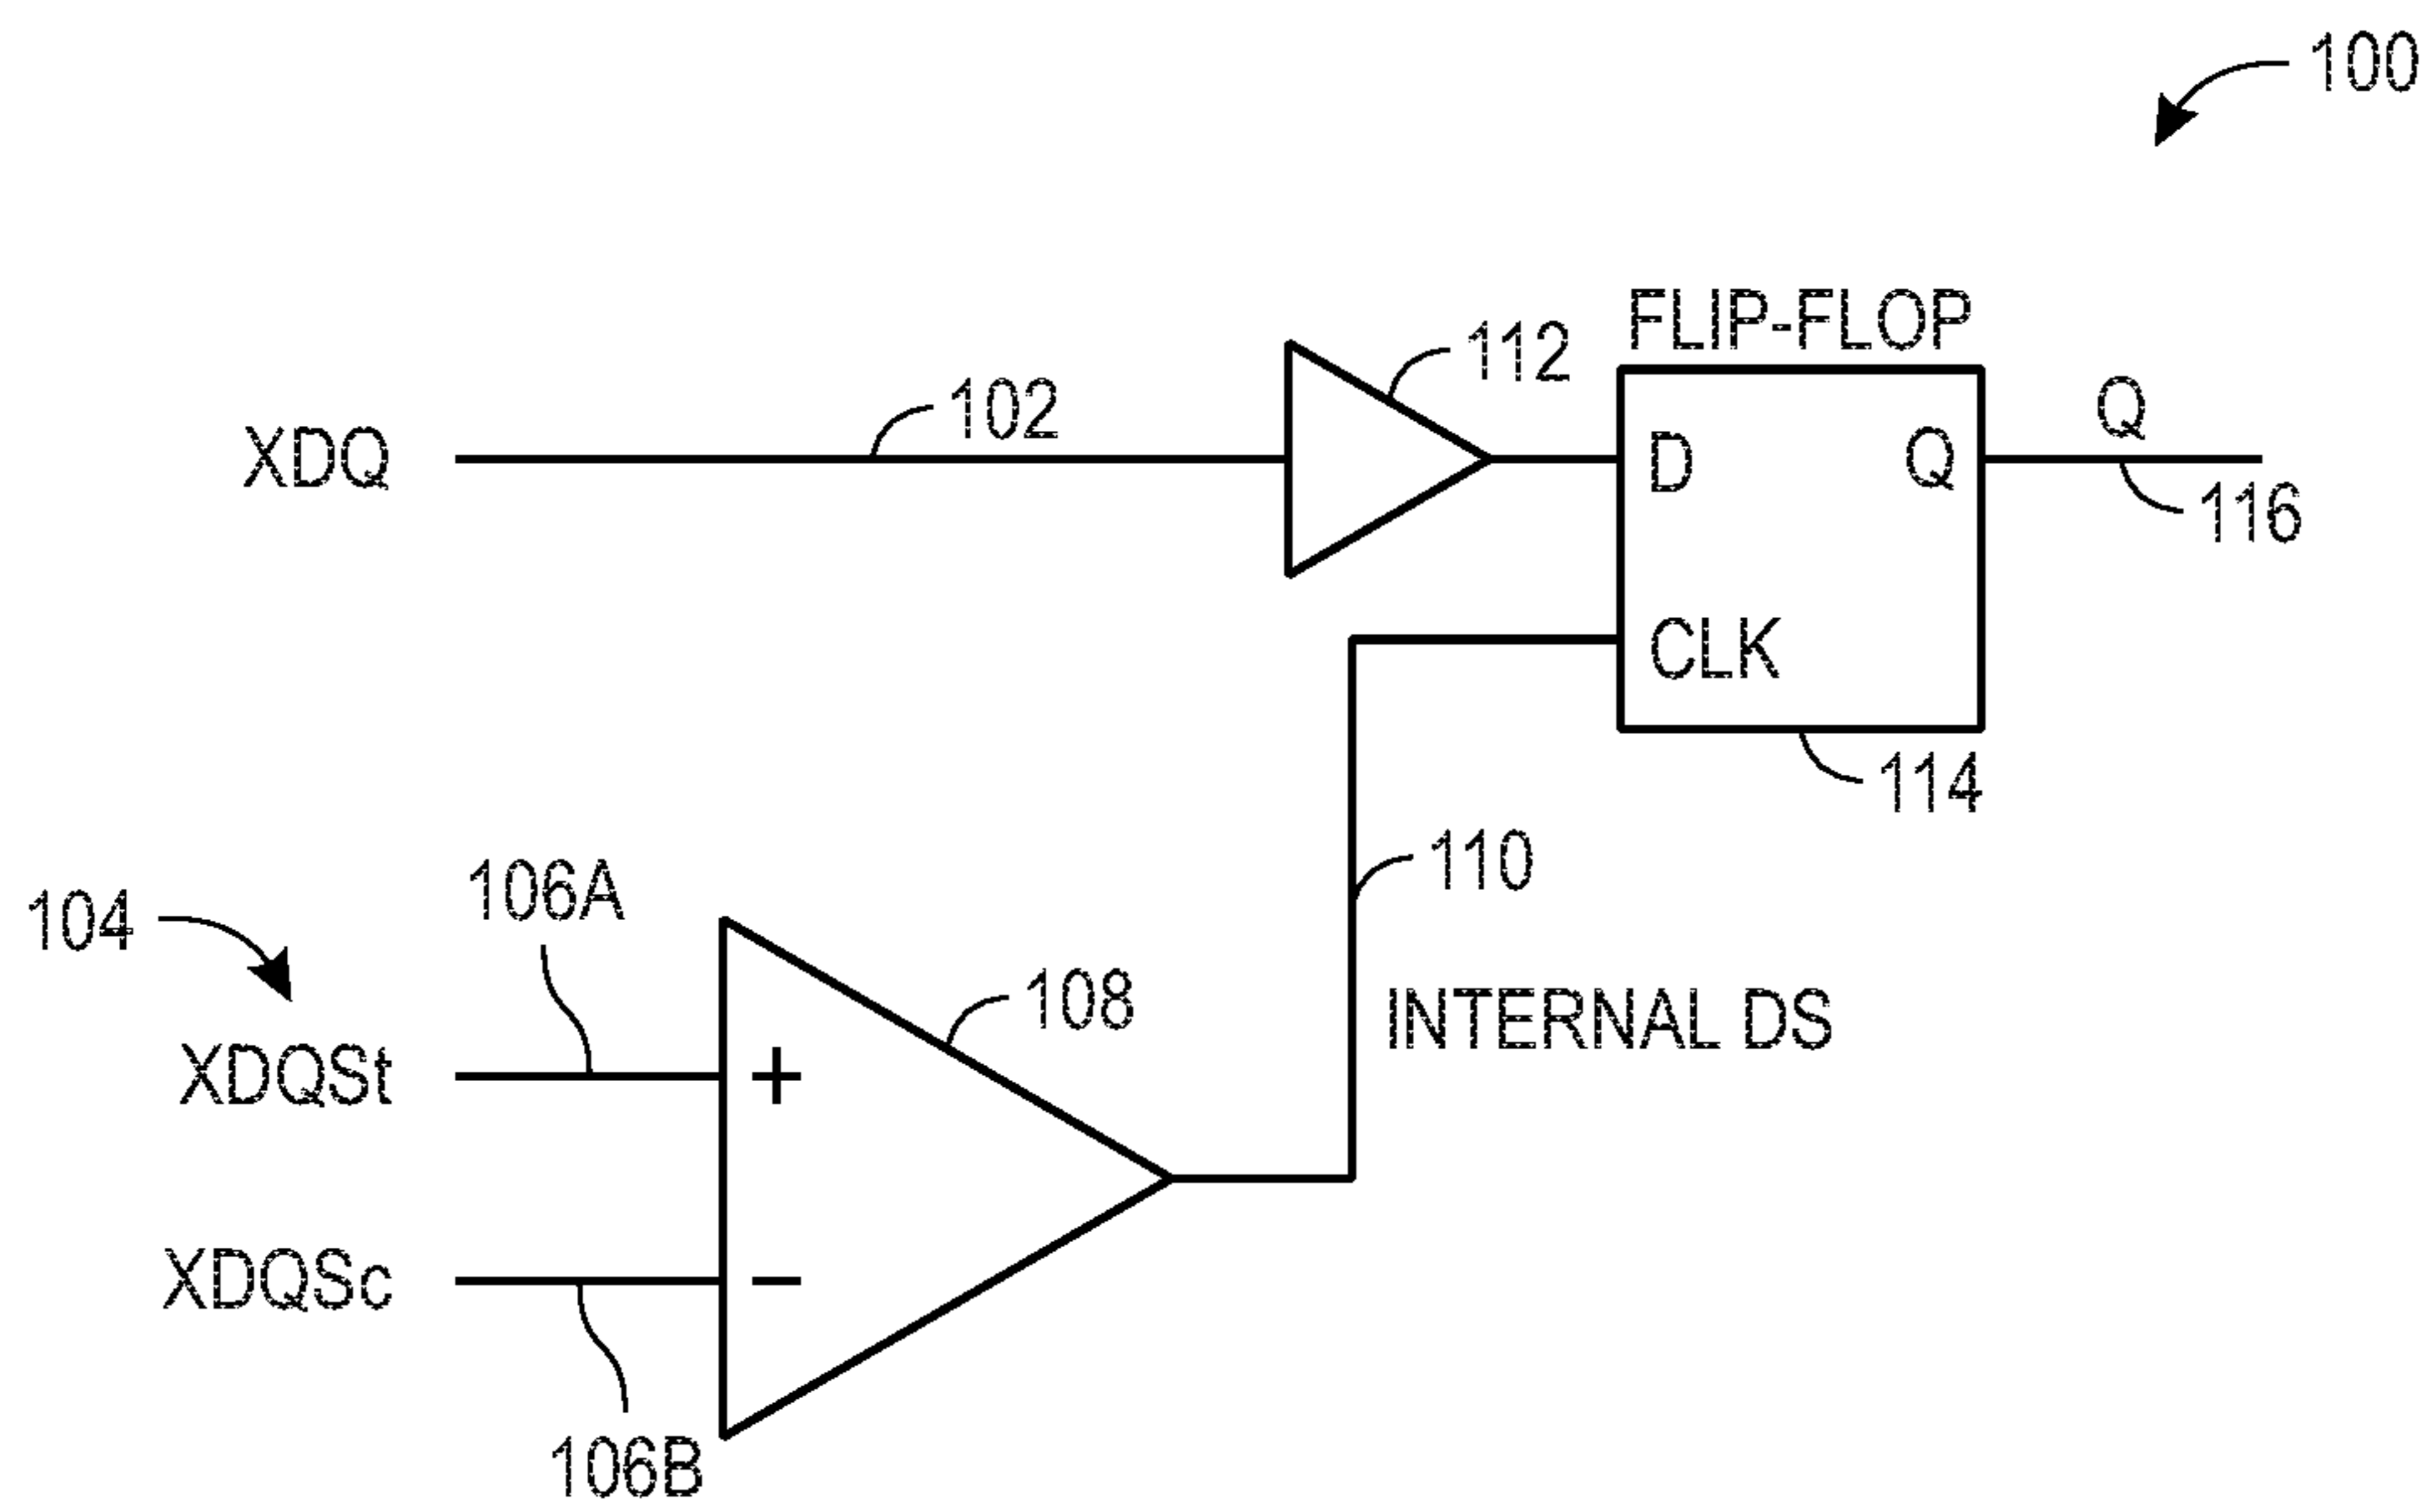 100
FLIP-FLOP
112
102
Q
XDQ
D
Q
116
CLK
114
110
106A
104
108
INTERNAL DS
XDQSt
+
XDQSc
−
106B